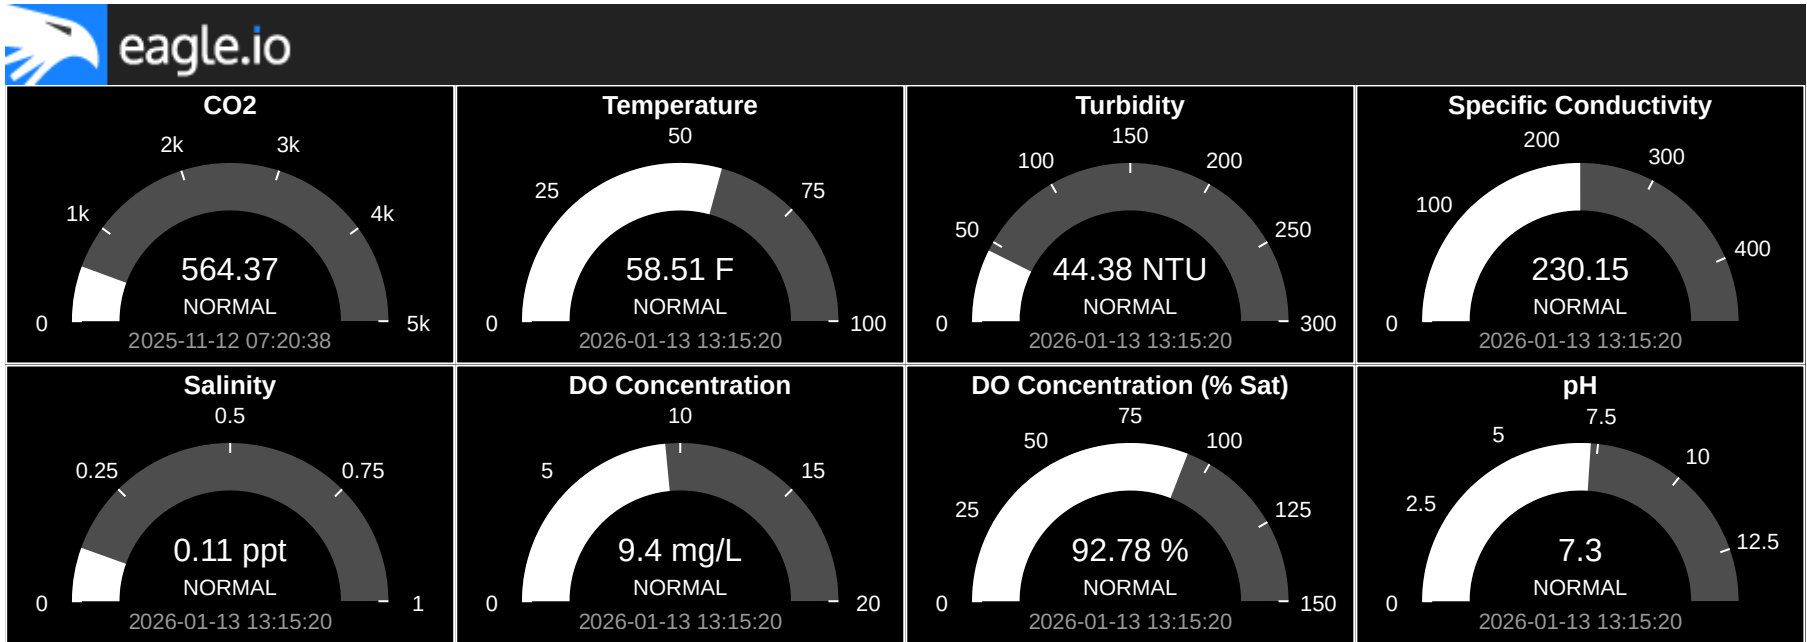 eagle.io
CO2
2k
3k
1k
4k
0
5k
564.37
NORMAL
2025-11-12 07:20:38
Temperature
50
25
75
0
100
58.51 F
NORMAL
2026-01-13 13:15:20
Turbidity
150
100
200
50
250
0
300
44.38 NTU
NORMAL
2026-01-13 13:15:20
Specific Conductivity
200
300
100
400
0
230.15
NORMAL
2026-01-13 13:15:20
Salinity
0.5
0.25
0.75
0
1
0.11 ppt
NORMAL
2026-01-13 13:15:20
DO Concentration
10
5
15
0
20
9.4 mg/L
NORMAL
2026-01-13 13:15:20
DO Concentration (% Sat)
75
50
100
25
125
0
150
92.78 %
NORMAL
2026-01-13 13:15:20
pH
7.5
5
10
2.5
12.5
0
7.3
NORMAL
2026-01-13 13:15:20